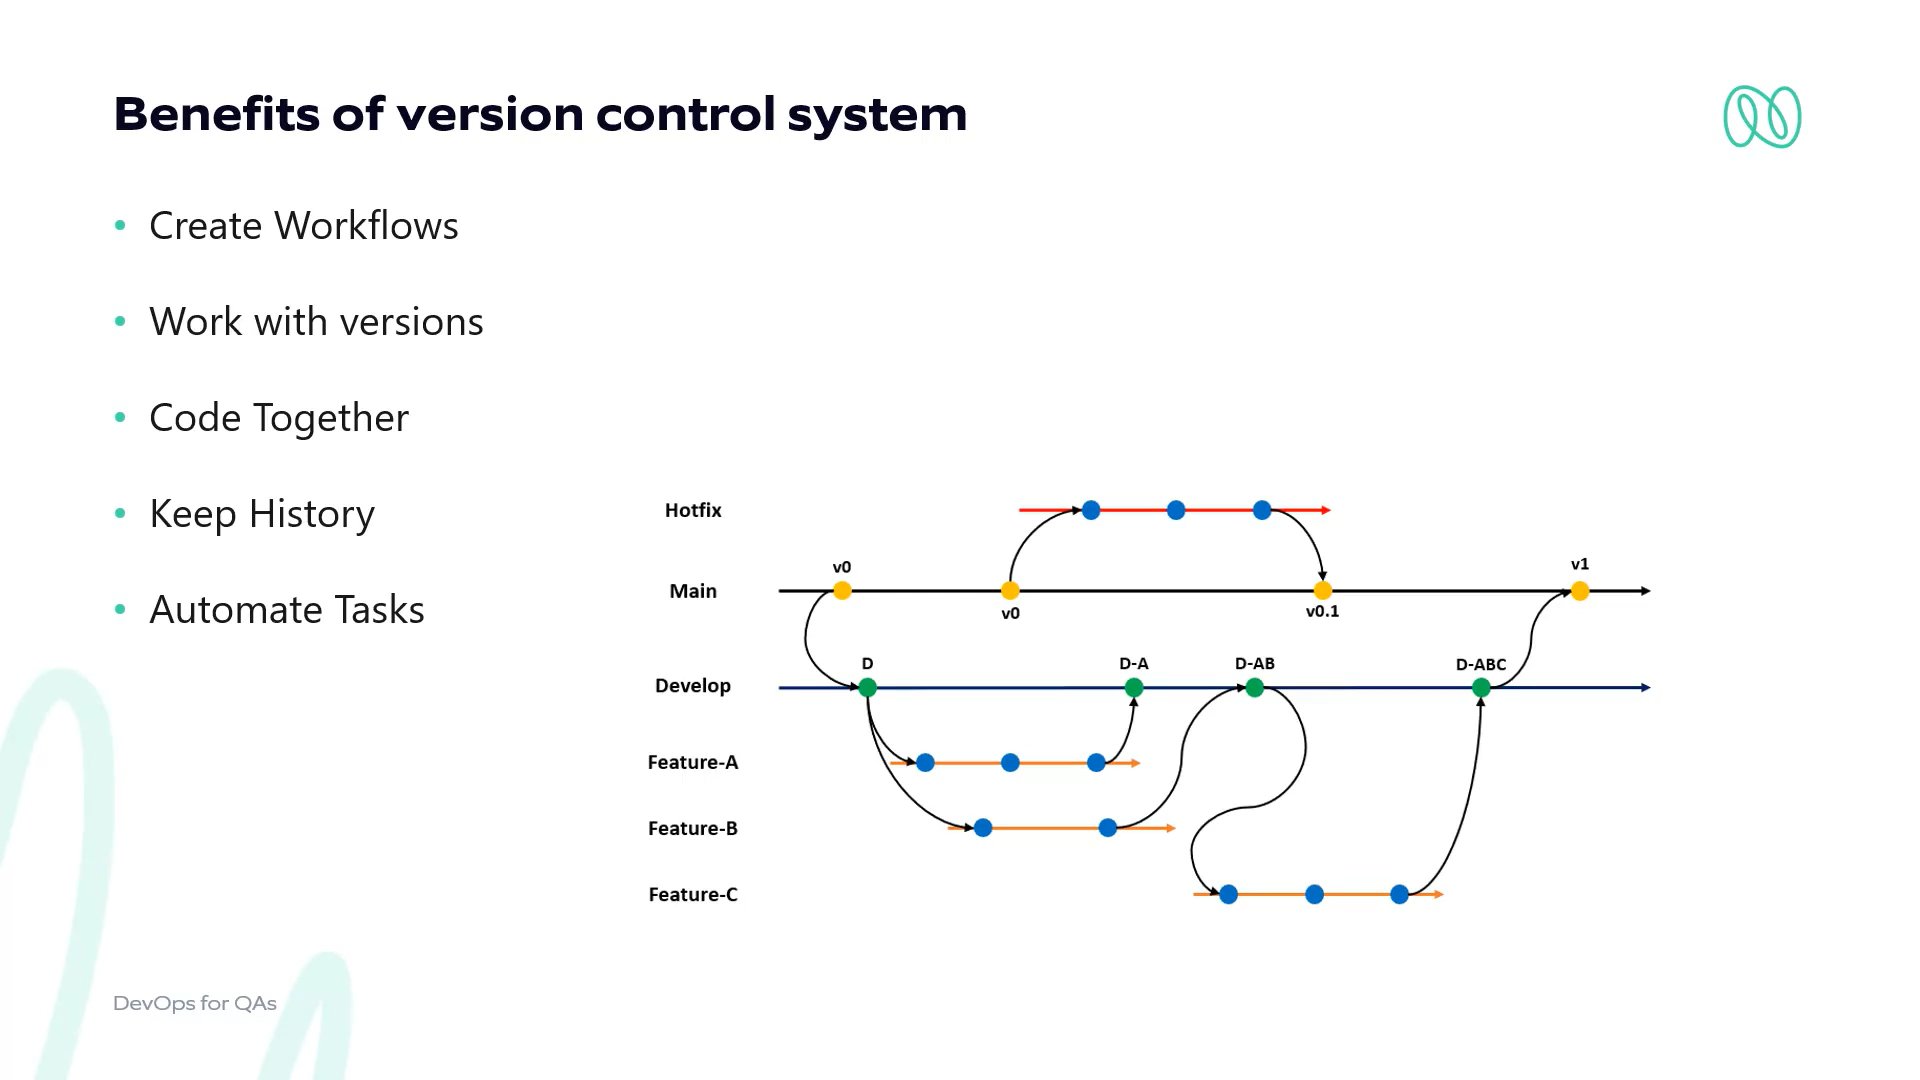 Benefits of version control system
• Create Workflows
• Work with versions
• Code Together
• Keep History
• Automate Tasks
Hotfix
v0
v1
Main
v0
v0.1
D
D-A
D-AB
D-ABC
Develop
Feature-A
Feature-B
Feature-C
DevOps for QAs